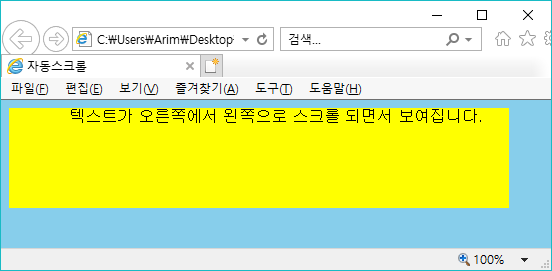 C:₩Users₩Arim₩Desktop
검색...
자동스크롤
파일(F) 편집(E) 보기(V) 즐겨찾기(A) 도구(T) 도움말(H)
텍스트가 오른쪽에서 왼쪽으로 스크롤 되면서 보여집니다.
100%